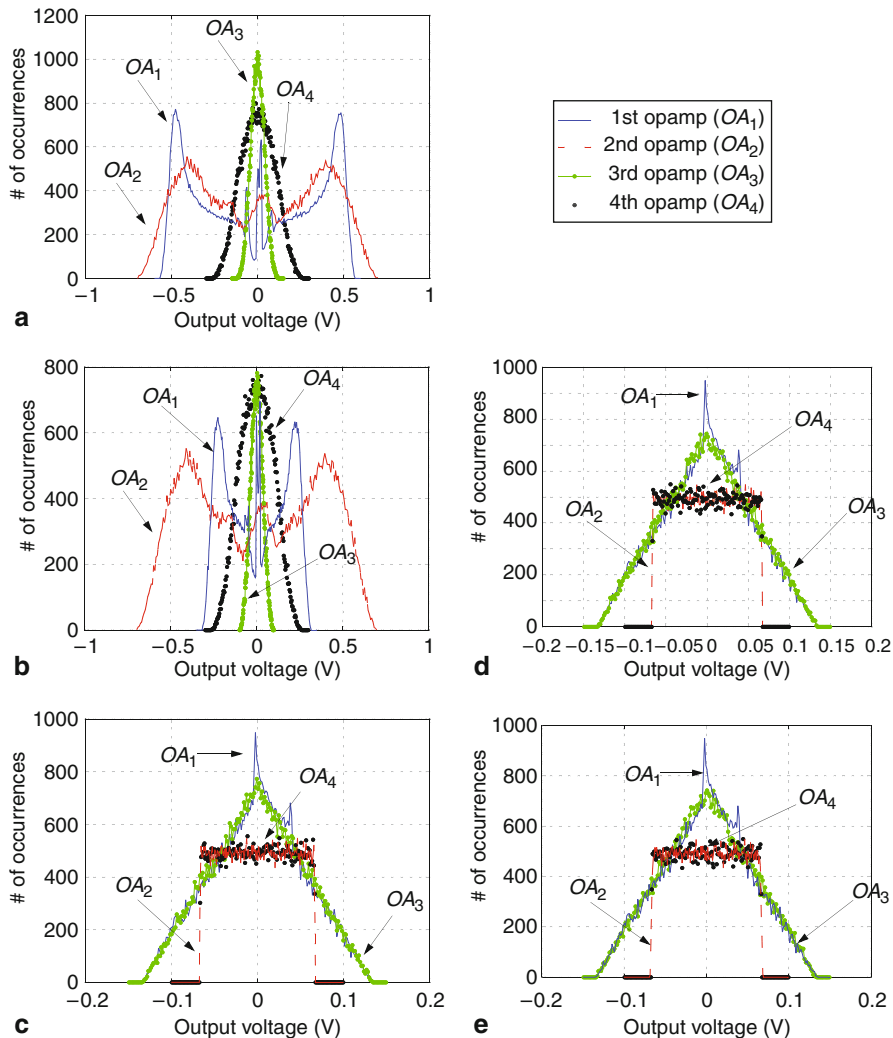 1200
1000
800
600
400
200
0
# of occurrences
OA1
OA2
OA3
OA4
−1
−0.5
0
0.5
1
Output voltage (V)
a
1st opamp (OA1)
2nd opamp (OA2)
3rd opamp (OA3)
4th opamp (OA4)
800
600
400
200
0
# of occurrences
OA1
OA2
OA4
OA3
−1
−0.5
0
0.5
1
Output voltage (V)
b
1000
800
600
400
200
0
# of occurrences
OA1
OA4
OA2
OA3
−0.2
−0.15
−0.1
−0.05
0
0.05
0.1
0.15
0.2
Output voltage (V)
d
1000
800
600
400
200
0
# of occurrences
OA1
OA4
OA2
OA3
−0.2
−0.1
0
0.1
0.2
Output voltage (V)
c
1000
800
600
400
200
0
# of occurrences
OA1
OA4
OA2
OA3
−0.2
−0.1
0
0.1
0.2
Output voltage (V)
e